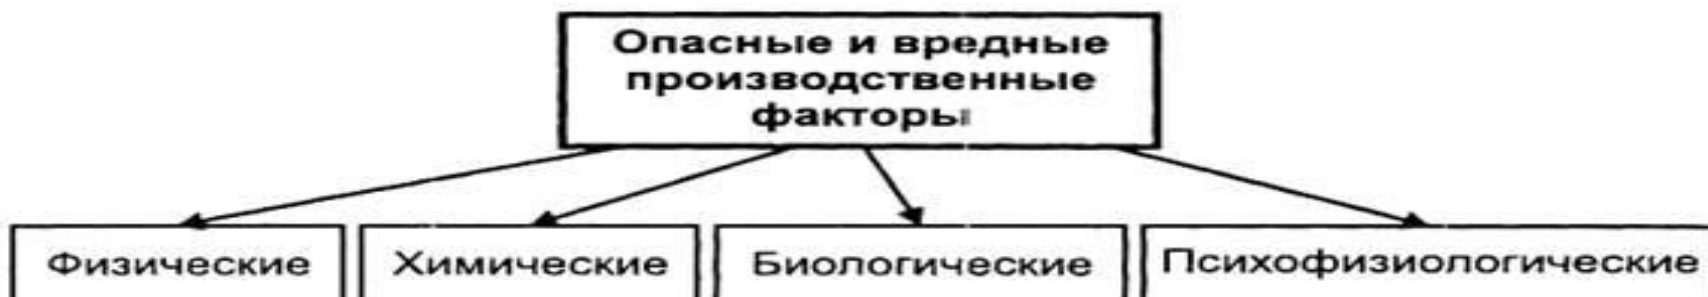 Опасные и вредные
производственные
факторы
Физические
Химические
Биологические
Психофизиологические